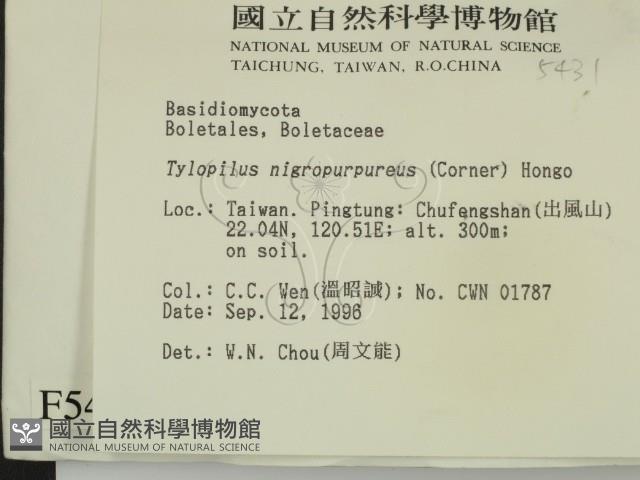 國立自然科學博物館
NATIONAL MUSEUM OF NATURAL SCIENCE
TAICHUNG, TAIWAN, R.O.CHINA
5431
Basidiomycota
Boletales, Boletaceae
Tylopilus nigropurpureus (Corner) Hongo
Loc.: Taiwan. Pingtung: Chufengshan(出風山)
22.04N, 120.51E; alt. 300m;
on soil.
Col.: C.C. Wen(溫昭誠); No. CWN 01787
Date: Sep. 12, 1996
Det.: W.N. Chou(周文能)
F54
國立自然科學博物館
NATIONAL MUSEUM OF NATURAL SCIENCE